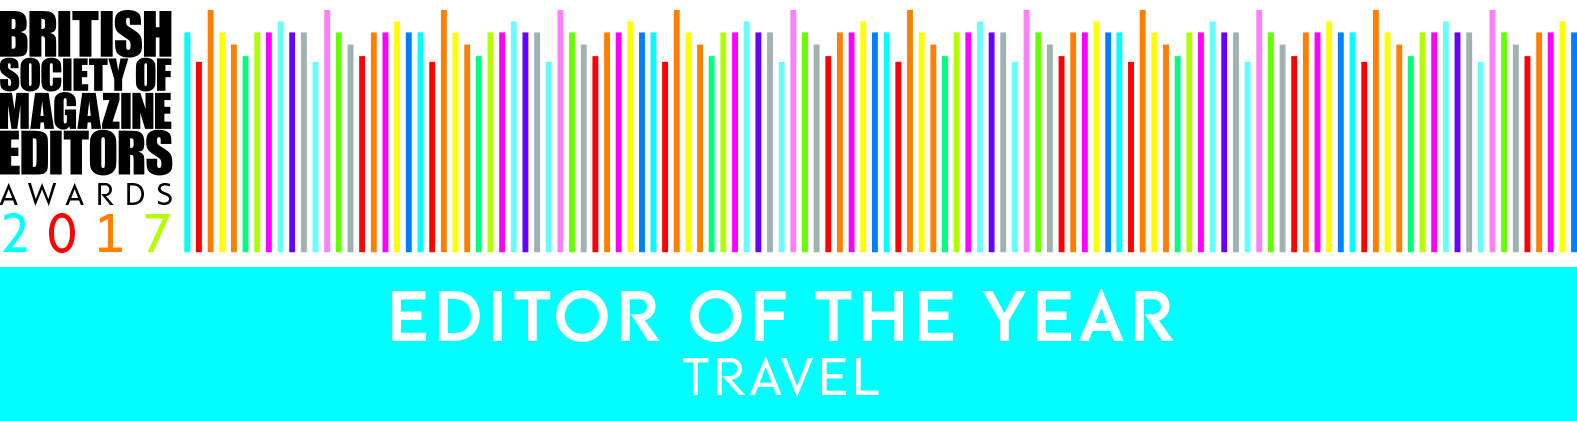 BRITISH
SOCIETY OF
MAGAZINE
EDITORS
AWARDS
2017
EDITOR OF THE YEAR
TRAVEL